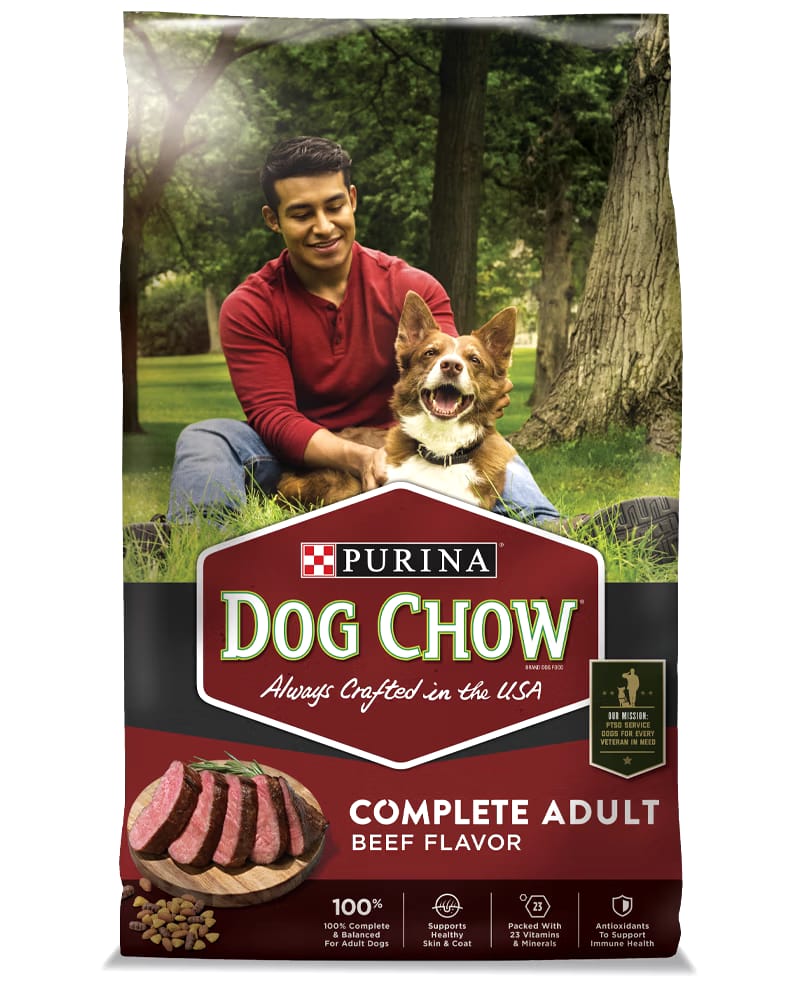 PURINA®
DOG CHOW®
BRAND DOG FOOD
Always Crafted in the USA
OUR MISSION:
PTSD SERVICE
DOGS FOR EVERY
VETERAN IN NEED
COMPLETE ADULT
BEEF FLAVOR
100%
100% Complete
& Balanced
For Adult Dogs
Supports
Healthy
Skin & Coat
23
Packed With
23 Vitamins
& Minerals
Antioxidants
To Support
Immune Health